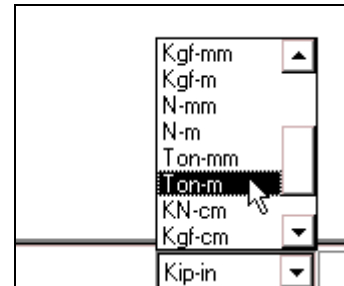 Kgf-mm
Kgf-m
N-mm
N-m
Ton-mm
Ton-m
KN-cm
Kgf-cm
Kip-in